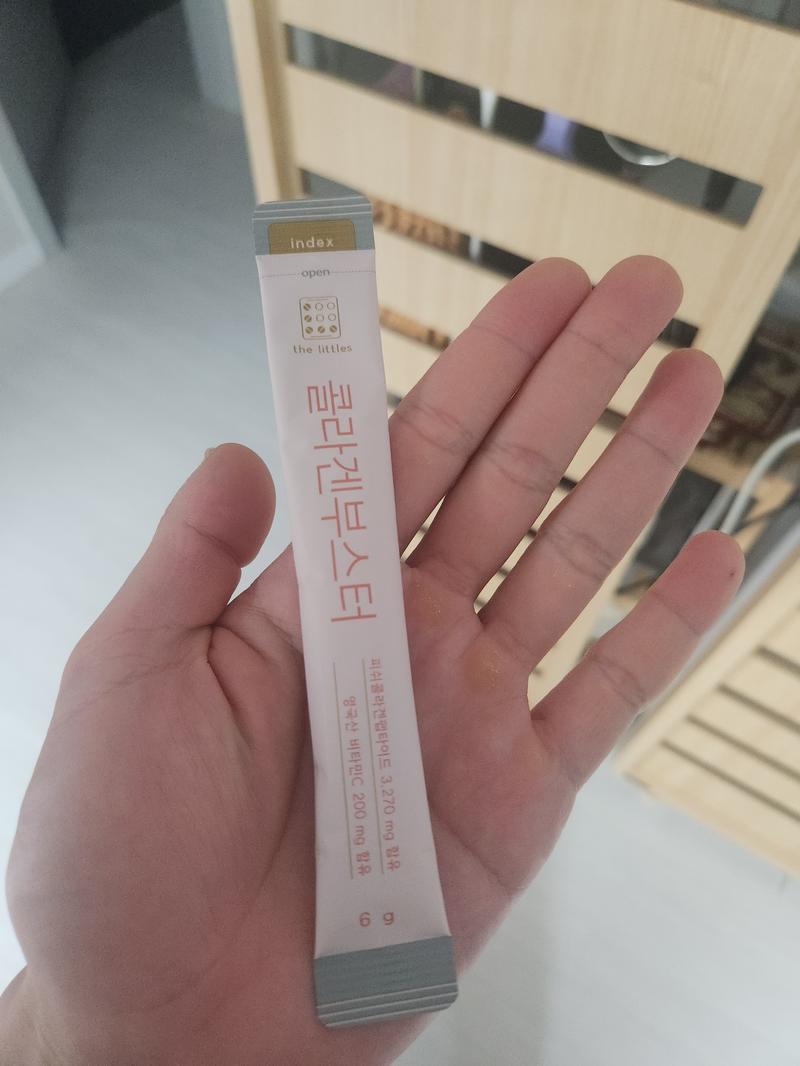 index
open
the littles
콜라겐부스터
피쉬콜라겐펩타이드 3,270 mg 함유
영국산 비타민C 200 mg 함유
6 g